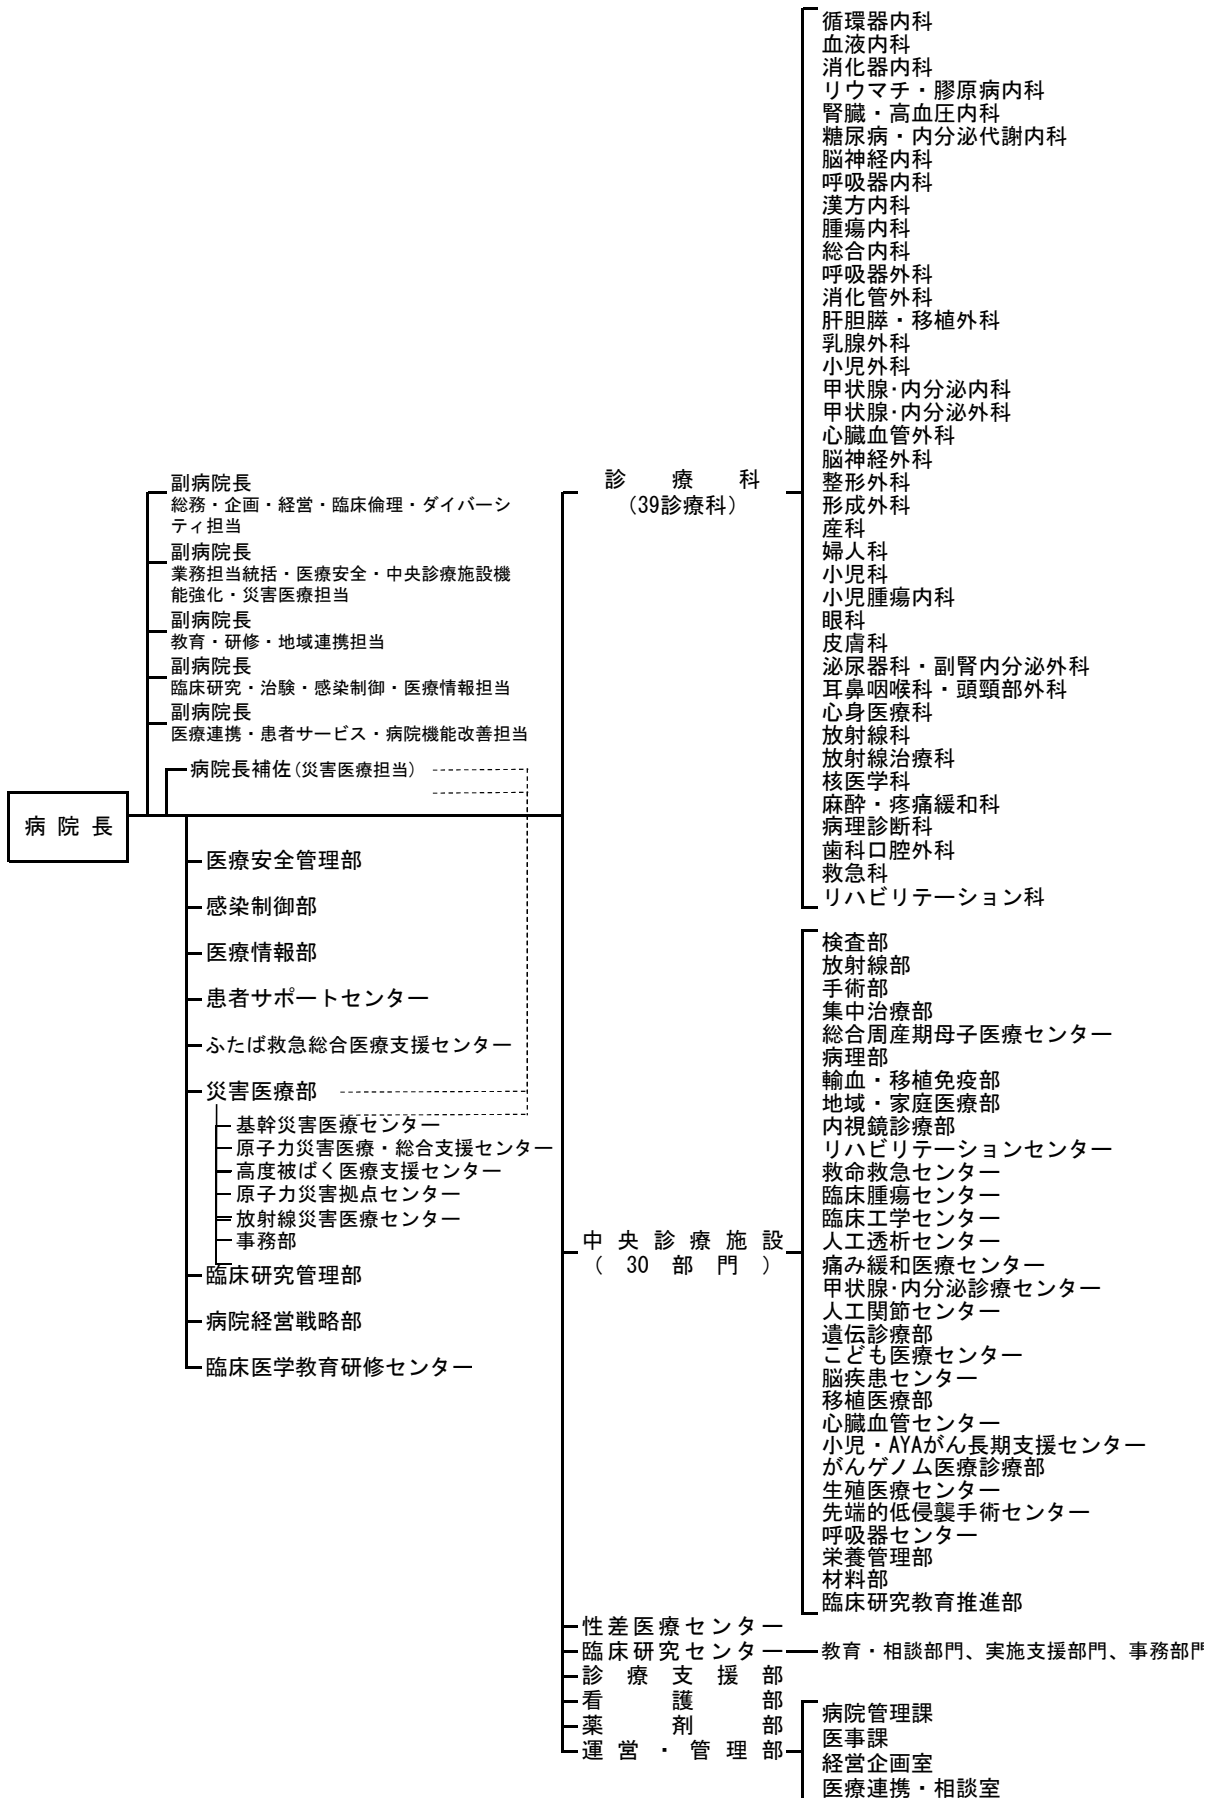 病院長
副病院長
総務・企画・経営・臨床倫理・ダイバーシ
ティ担当
副病院長
業務担当統括・医療安全・中央診療施設機
能強化・災害医療担当
副病院長
教育・研修・地域連携担当
副病院長
臨床研究・治験・感染制御・医療情報担当
副病院長
医療連携・患者サービス・病院機能改善担当
病院長補佐(災害医療担当)
医療安全管理部
感染制御部
医療情報部
患者サポートセンター
ふたば救急総合医療支援センター
災害医療部
基幹災害医療センター
原子力災害医療・総合支援センター
高度被ばく医療支援センター
原子力災害拠点センター
放射線災害医療センター
事務部
臨床研究管理部
病院経営戦略部
臨床医学教育研修センター
診療科
(39診療科)
循環器内科
血液内科
消化器内科
リウマチ・膠原病内科
腎臓・高血圧内科
糖尿病・内分泌代謝内科
脳神経内科
呼吸器内科
漢方内科
腫瘍内科
総合内科
呼吸器外科
消化管外科
肝胆膵・移植外科
乳腺外科
小児外科
甲状腺･内分泌内科
甲状腺･内分泌外科
心臓血管外科
脳神経外科
整形外科
形成外科
産科
婦人科
小児科
小児腫瘍内科
眼科
皮膚科
泌尿器科・副腎内分泌外科
耳鼻咽喉科・頭頸部外科
心身医療科
放射線科
放射線治療科
核医学科
麻酔・疼痛緩和科
病理診断科
歯科口腔外科
救急科
リハビリテーション科
中央診療施設
(30部門)
検査部
放射線部
手術部
集中治療部
総合周産期母子医療センター
病理部
輸血・移植免疫部
地域・家庭医療部
内視鏡診療部
リハビリテーションセンター
救命救急センター
臨床腫瘍センター
臨床工学センター
人工透析センター
痛み緩和医療センター
甲状腺･内分泌診療センター
人工関節センター
遺伝診療部
こども医療センター
脳疾患センター
移植医療部
心臓血管センター
小児・AYAがん長期支援センター
がんゲノム医療診療部
生殖医療センター
先端的低侵襲手術センター
呼吸器センター
栄養管理部
材料部
臨床研究教育推進部
性差医療センター
臨床研究センター
教育・相談部門、実施支援部門、事務部門
診療支援部
看護部
薬剤部
運営・管理部
病院管理課
医事課
経営企画室
医療連携・相談室